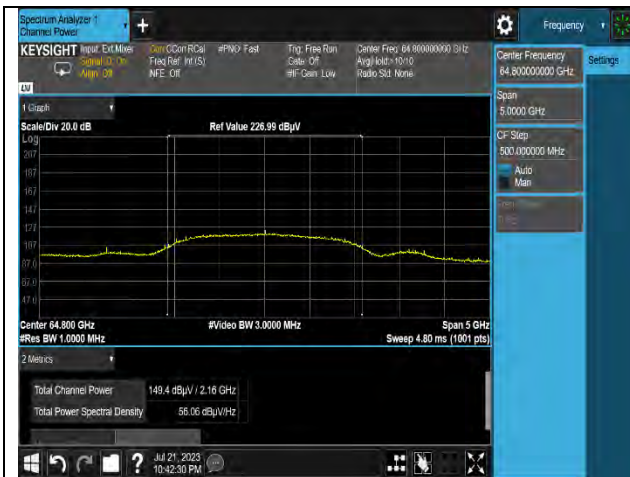 Spectrum Analyzer 1
Channel Power
Frequency
KEYSIGHT
Input: Ext Mixer
Signal ID: On
Align: Off
Corr CCorr RCal
Freq Ref: Int (S)
NFE: Off
#PNO: Fast
Trig: Free Run
Gate: Off
#IF Gain: Low
Center Freq: 64.800000000 GHz
Avg|Hold:>10/10
Radio Std: None
Center Frequency
64.800000000 GHz
Settings
Span
5.0000 GHz
CF Step
500.000000 MHz
Auto
Man
1 Graph
Scale/Div 20.0 dB
Ref Value 226.99 dBµV
Log
207
187
167
147
127
107
87.0
67.0
47.0
Center 64.800 GHz
#Video BW 3.0000 MHz
Span 5 GHz
#Res BW 1.0000 MHz
Sweep 4.80 ms (1001 pts)
2 Metrics
Total Channel Power
149.4 dBµV / 2.16 GHz
Total Power Spectral Density
56.06 dBµV/Hz
Jul 21, 2023
10:42:30 PM